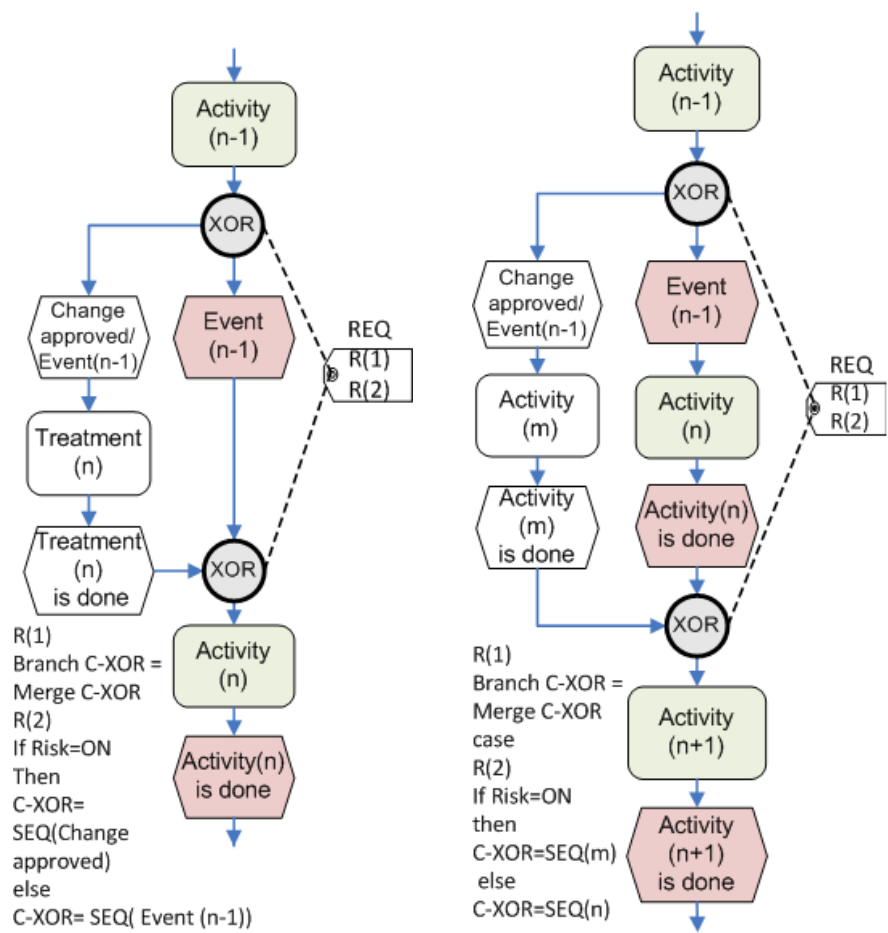 Activity
(n-1)
XOR
Change
approved/
Event(n-1)
Event
(n-1)
REQ
R(1)
R(2)
Treatment
(n)
Treatment
(n)
is done
XOR
Activity
(n)
Activity(n)
is done
R(1)
Branch C-XOR =
Merge C-XOR
R(2)
If Risk=ON
Then
C-XOR=
SEQ(Change
approved)
else
C-XOR= SEQ( Event (n-1))
Activity
(n-1)
XOR
Change
approved/
Event(n-1)
Event
(n-1)
REQ
R(1)
R(2)
Activity
(m)
Activity
(n)
Activity
(m)
is done
Activity(n)
is done
XOR
Activity
(n+1)
Activity
(n+1)
is done
R(1)
Branch C-XOR =
Merge C-XOR
case
R(2)
If Risk=ON
then
C-XOR=SEQ(m)
else
C-XOR=SEQ(n)